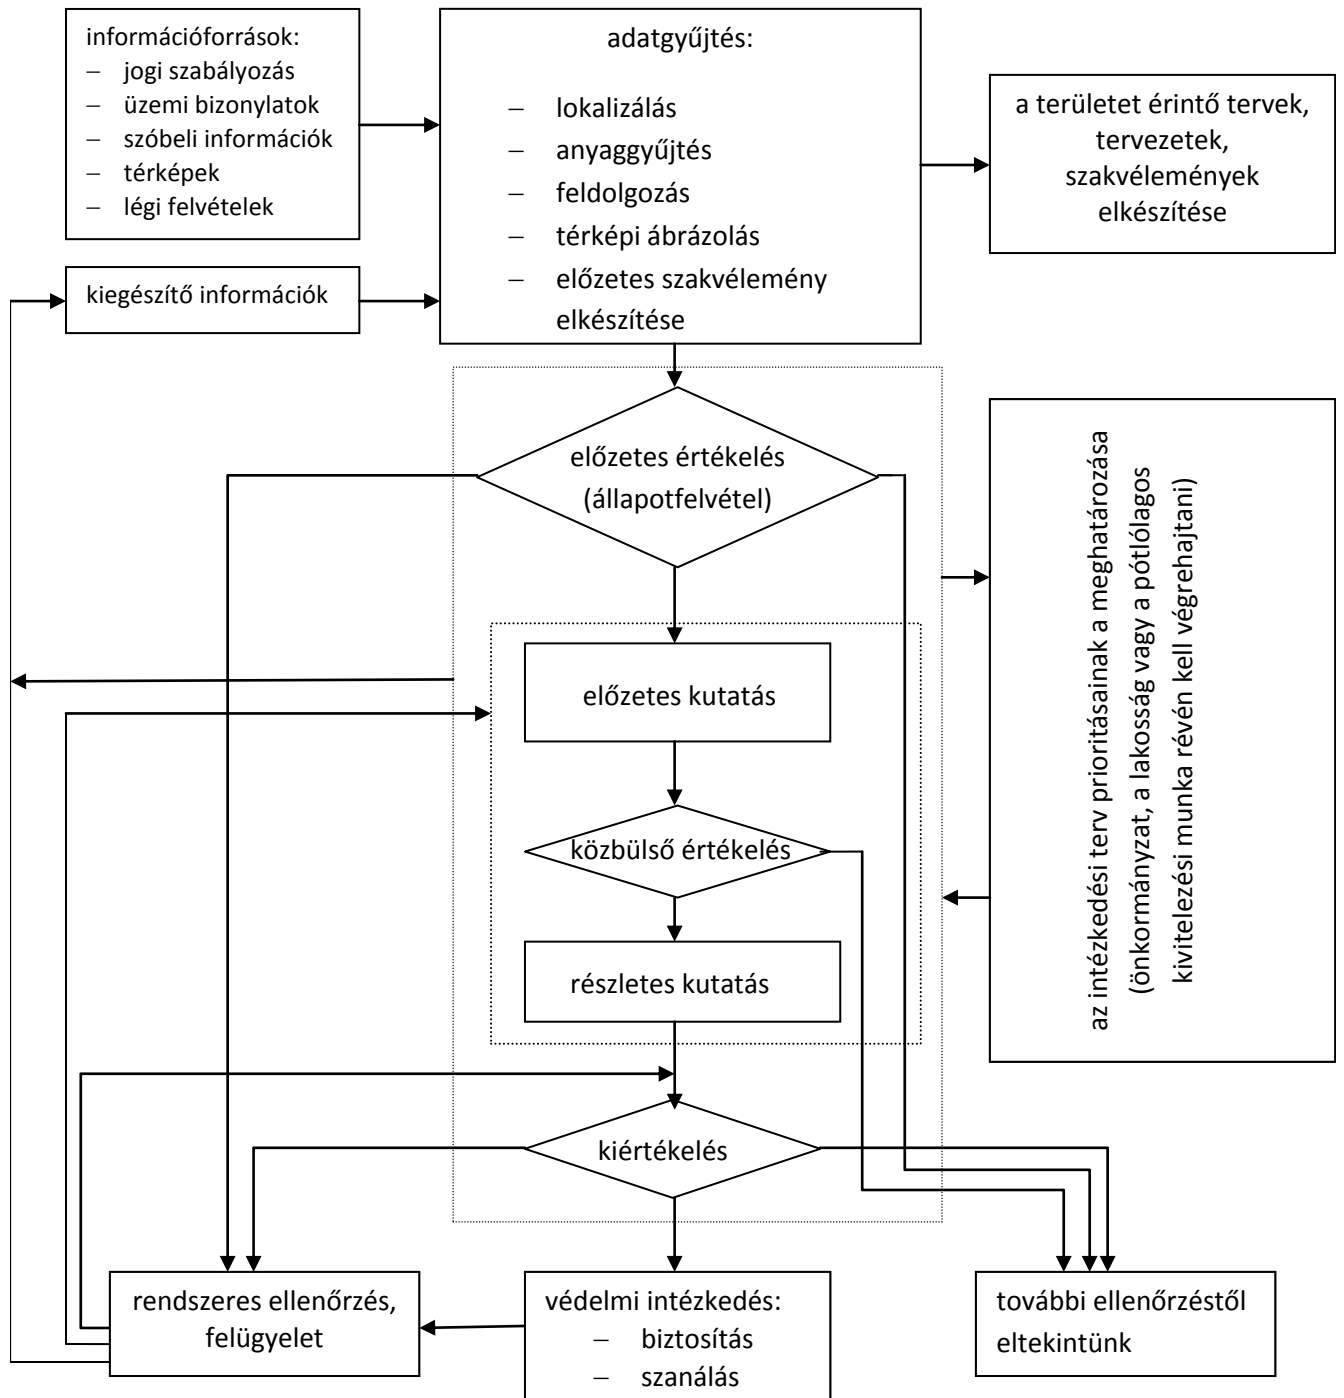 információforrások:
– jogi szabályozás
– üzemi bizonylatok
– szóbeli információk
– térképek
– légi felvételek
kiegészítő információk
adatgyűjtés:
– lokalizálás
– anyaggyűjtés
– feldolgozás
– térképi ábrázolás
– előzetes szakvélemény
elkészítése
a területet érintő tervek,
tervezetek,
szakvélemények
elkészítése
előzetes értékelés
(állapotfelvétel)
az intézkedési terv prioritásainak a meghatározása
(önkormányzat, a lakosság vagy a pótlólagos
kivitelezési munka révén kell végrehajtani)
előzetes kutatás
közbülső értékelés
részletes kutatás
kiértékelés
rendszeres ellenőrzés,
felügyelet
védelmi intézkedés:
– biztosítás
– szanálás
további ellenőrzéstől
eltekintünk